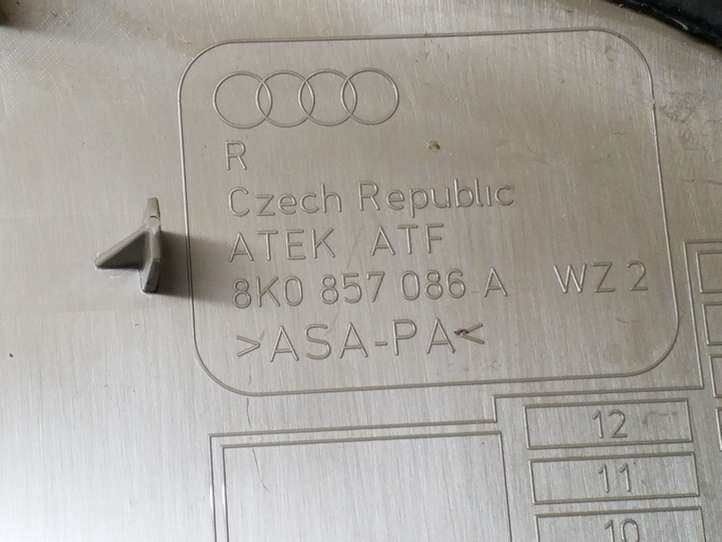 R
Czech Republic
ATEK ATF
8K0 857 086 A WZ 2
>ASA-PA<
12
11
10